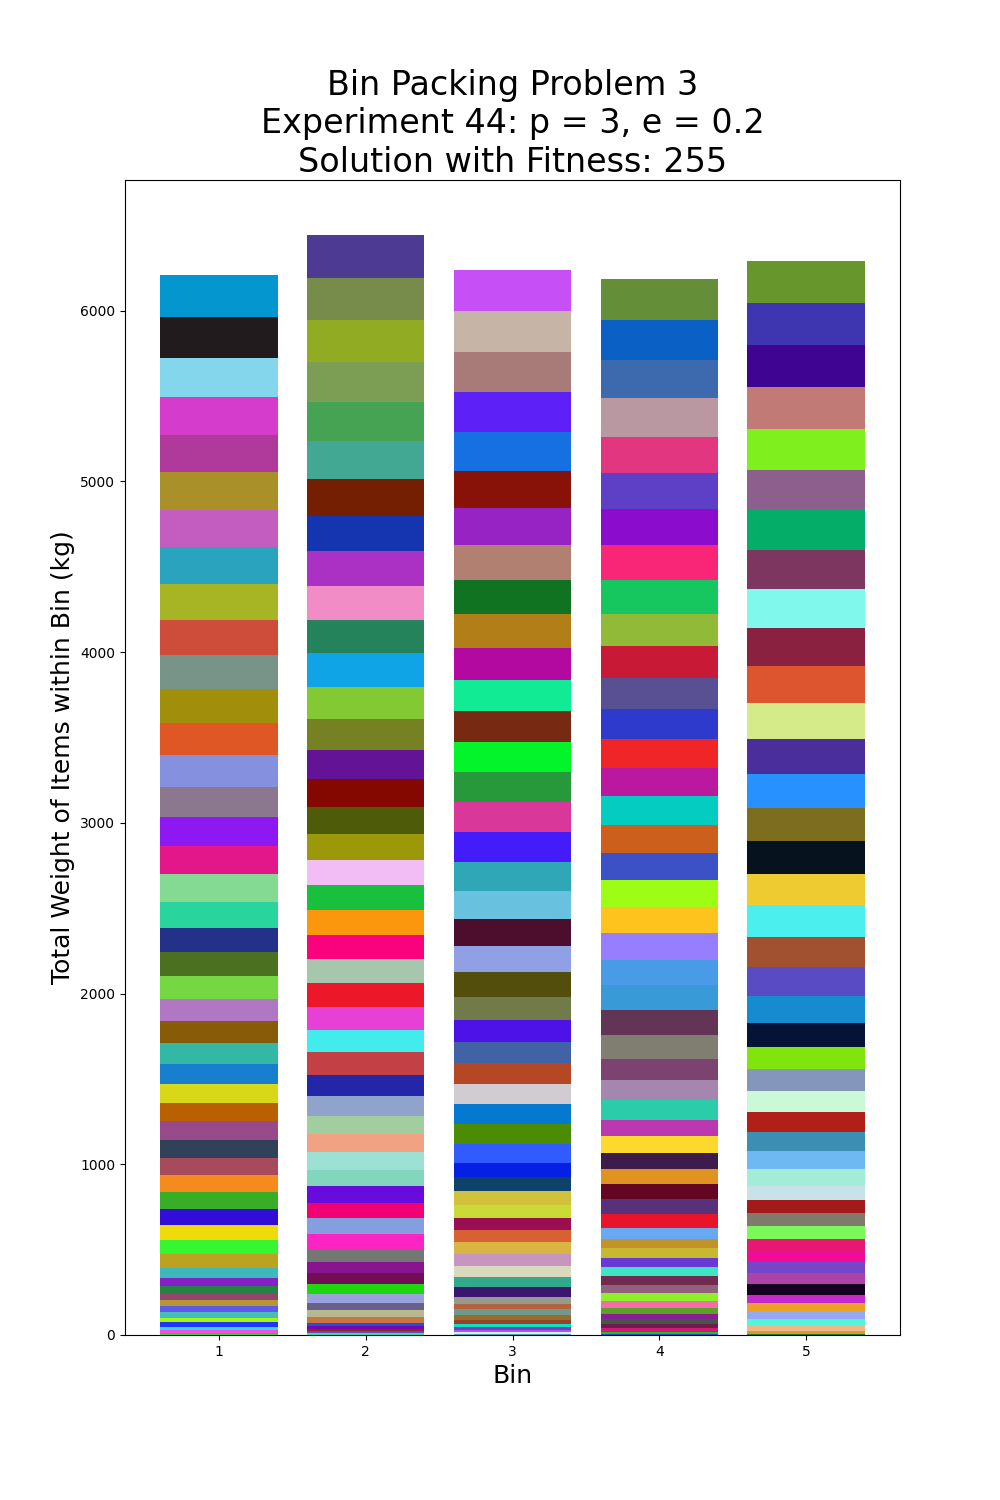 Bin Packing Problem 3
Experiment 44: p = 3, e = 0.2
Solution with Fitness: 255
Total Weight of Items within Bin (kg)
6000
5000
4000
3000
2000
1000
0
1 2 3 4 5
Bin